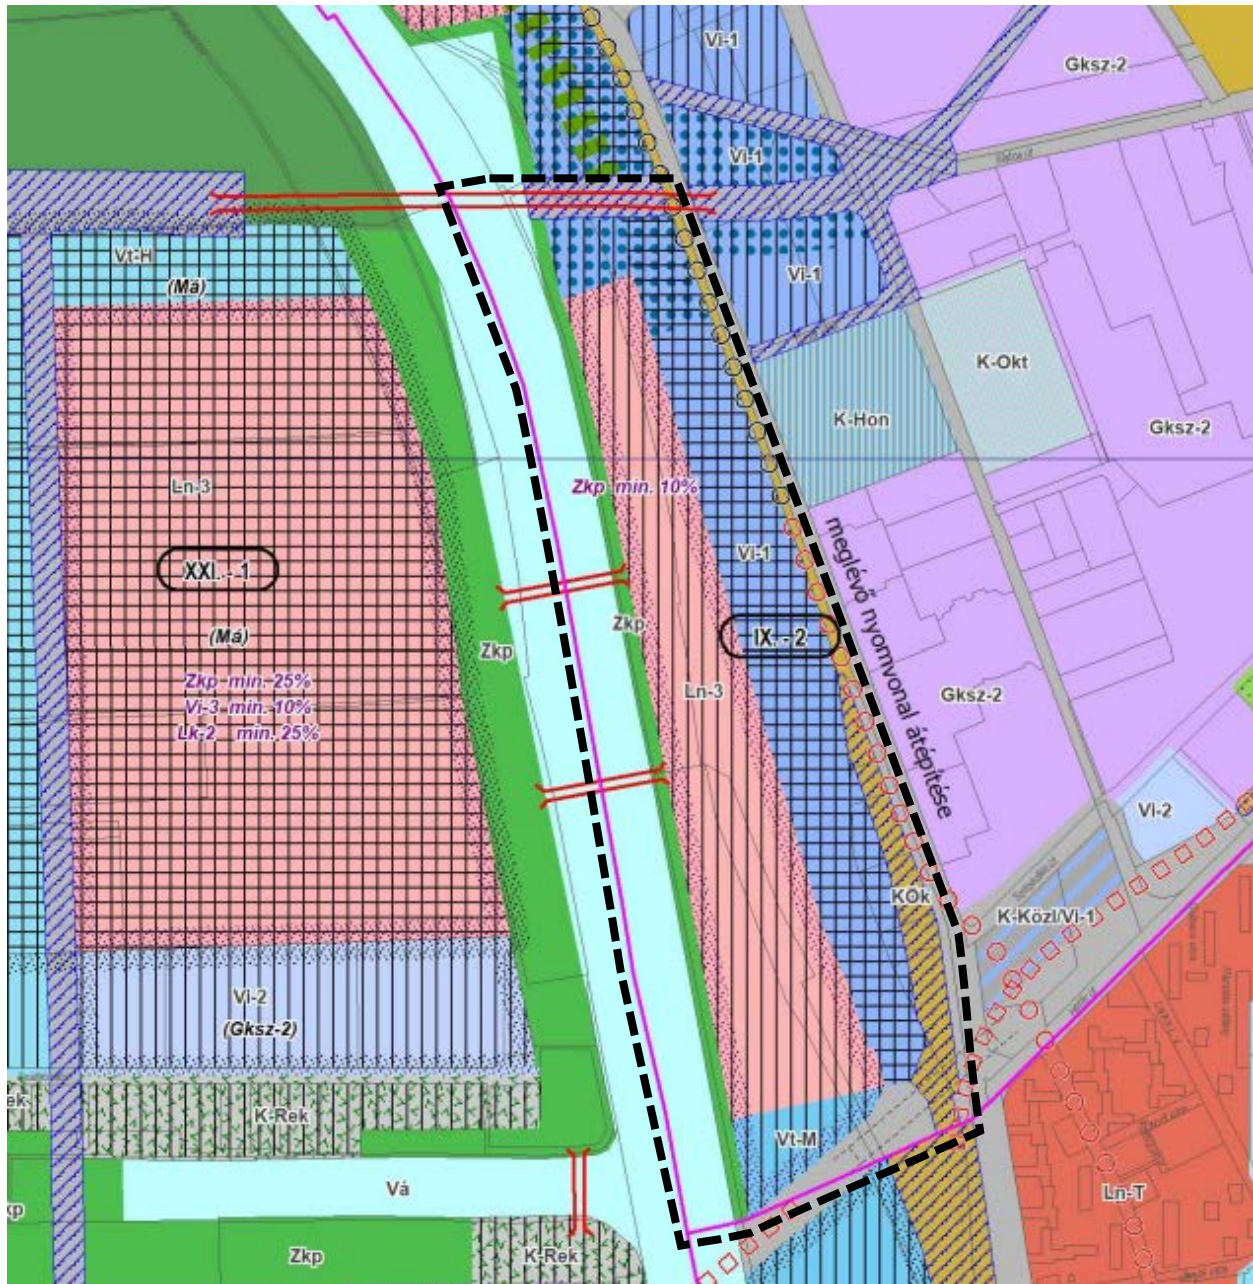 Vi-1
Gksz-2
Vi-1
Vt-H
(Má)
Vi-1
K-Okt
K-Hon
Gksz-2
Ln-3
Zkp min. 10%
Vi-1
meglévő nyomvonal átépítése
XXI. - 1
(Má)
Zkp
Zkp
IX. - 2
Zkp min. 25%
Vi-3 min. 10%
Lk-2 min. 25%
Ln-3
Gksz-2
Vi-2
KOk
K-Közl/Vi-1
Vi-2
(Gksz-2)
K-Rek
Vt-M
Vá
Ln-T
Zkp
K-Rek